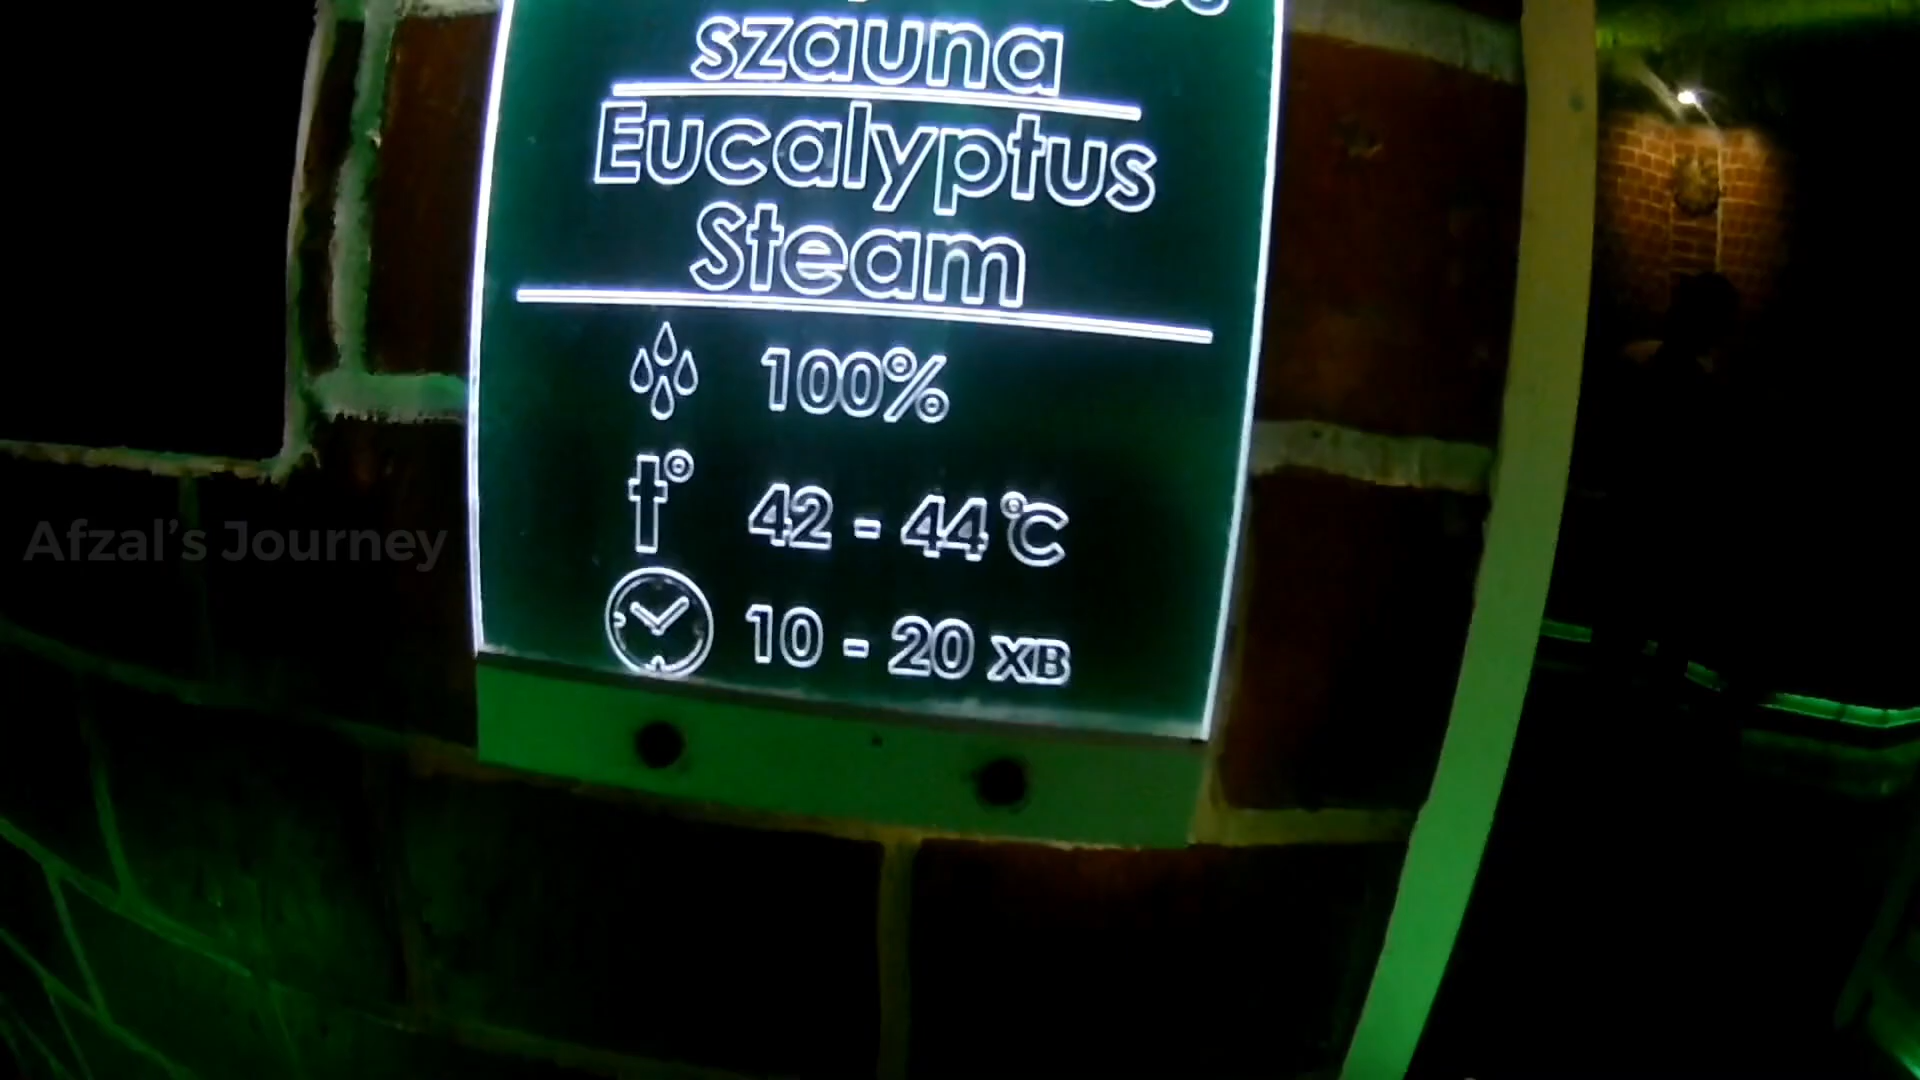 szauna
Eucalyptus
Steam
100%
t° 42 - 44 °C
10 - 20 хв
Afzal’s Journey